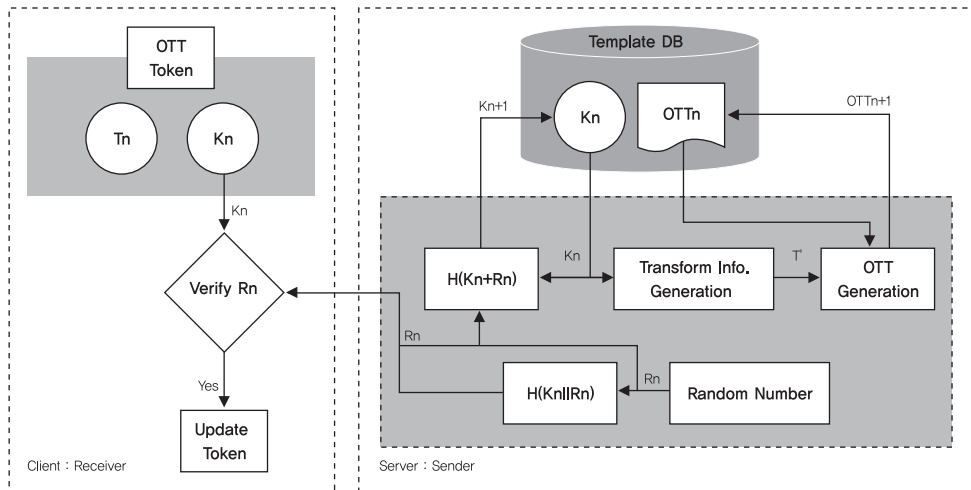 OTT
Token
Tn
Kn
Kn
Verify Rn
Yes
Update
Token
Client : Receiver
Template DB
Kn
OTTn
Kn+1
OTTn+1
H(Kn+Rn)
Kn
Transform Info.
Generation
T'
OTT
Generation
Rn
H(Kn||Rn)
Rn
Random Number
Server : Sender